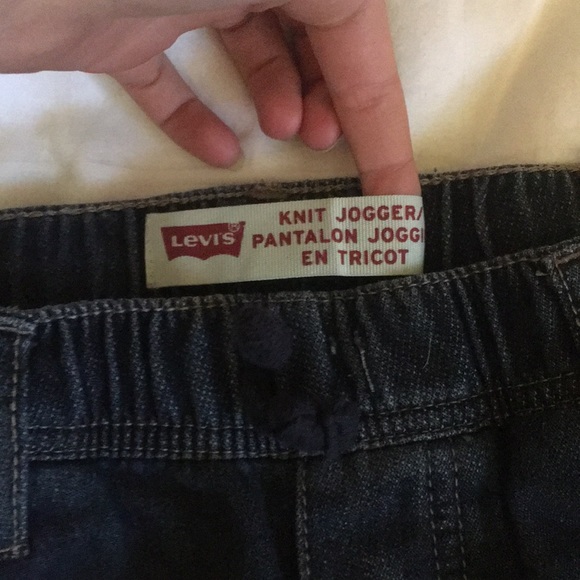 LEVI'S
KNIT JOGGER/
PANTALON JOGGI
EN TRICOT